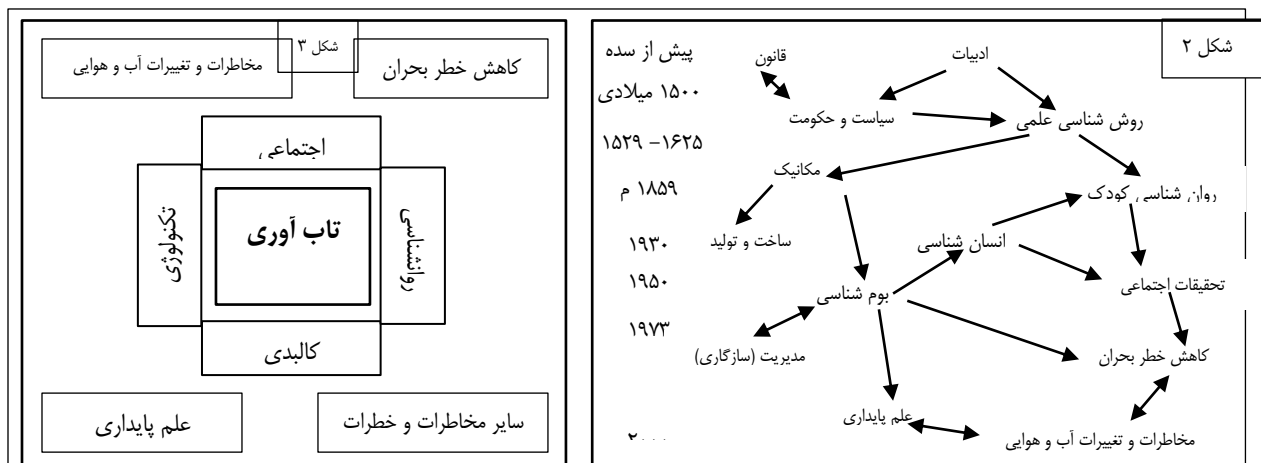 شکل ۲
پیش از سده
۱۵۰۰ میلادی
۱۵۲۹– ۱۶۲۵
۱۸۵۹ م
۱۹۳۰
۱۹۵۰
۱۹۷۳
۲۰۰۰
ادبیات
قانون
سیاست و حکومت
روش شناسی علمی
مکانیک
روان شناسی کودک
انسان شناسی
ساخت و تولید
تحقیقات اجتماعی
بوم شناسی
کاهش خطر بحران
مدیریت (سازگاری)
علم پایداری
مخاطرات و تغییرات آب و هوایی
شکل ۳
کاهش خطر بحران
مخاطرات و تغییرات آب و هوایی
اجتماعی
روانشناسی
تاب آوری
تکنولوژی
کالبدی
سایر مخاطرات و خطرات
علم پایداری